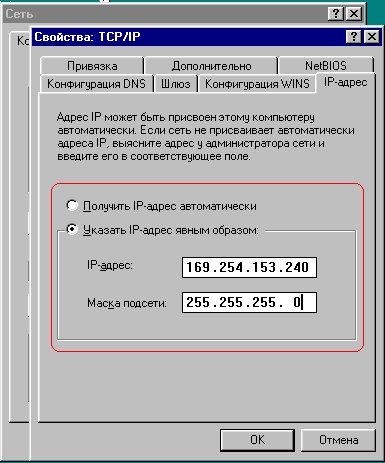 Сеть
Ко
Свойства: TCP/IP
Привязка
Дополнительно
NetBIOS
Конфигурация DNS
Шлюз
Конфигурация WINS
IP-адрес
Адрес IP может быть присвоен этому компьютеру
автоматически. Если сеть не присваивает автоматически
адреса IP, выясните адрес у администратора сети и
введите его в соответствующее поле.
Получить IP-адрес автоматически
Указать IP-адрес явным образом:
IP-адрес:
169.254.153.240
Маска подсети:
255.255.255. 0
OK
Отмена